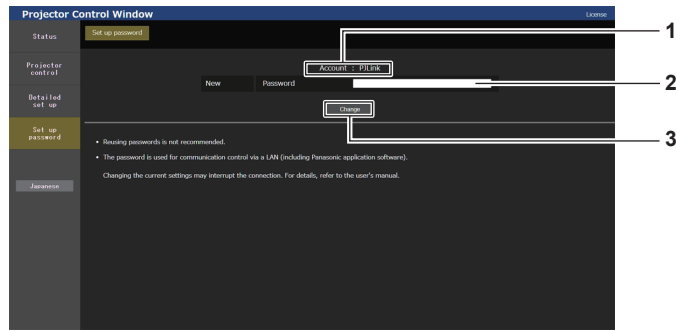 Projector Control Window
License
Status
Set up password
1
Projector
control
Account : PJLink
New
Password
2
Detailed
set up
Change
Set up
password
3
• Reusing passwords is not recommended.
• The password is used for communication control via a LAN (including Panasonic application software).
Changing the current settings may interrupt the connection. For details, refer to the user's manual.
Japanese